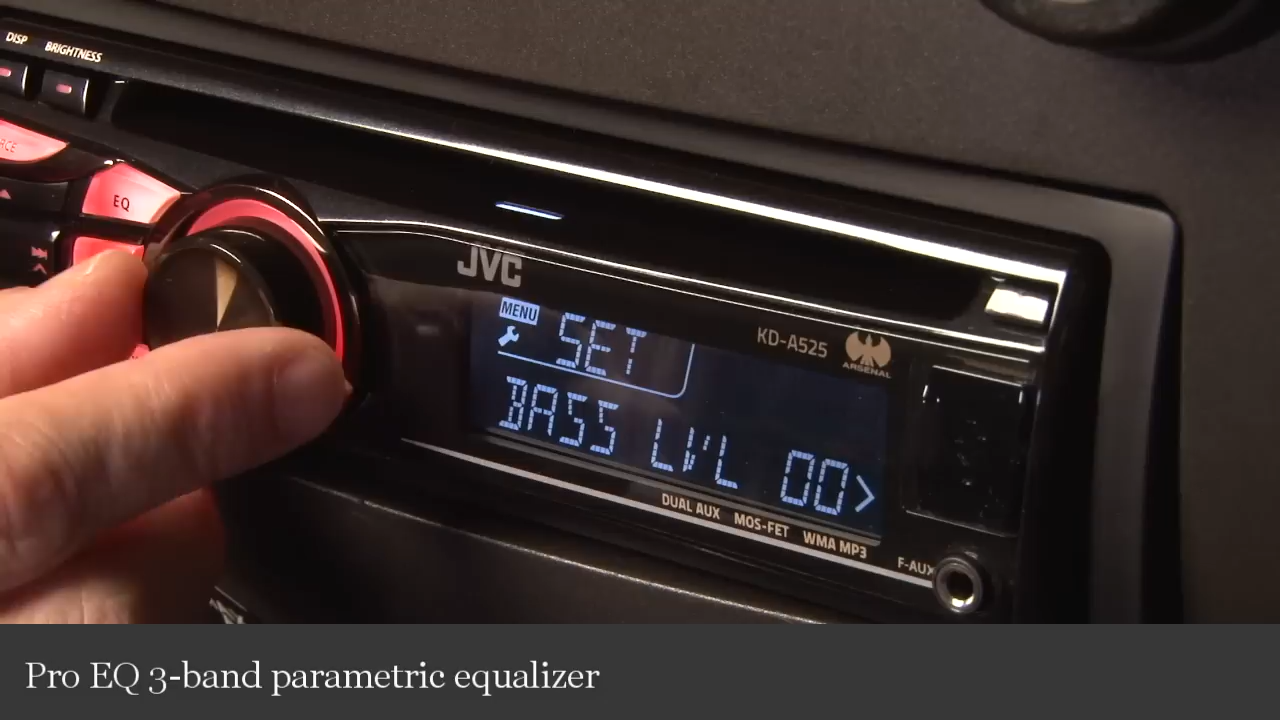 DISP BRIGHTNESS
EQ
JVC
MENU
SET
KD-A525
ARSENAL
BASS LVL 00>
DUAL AUX MOS-FET WMA MP3
F-AUX
Pro EQ 3-band parametric equalizer